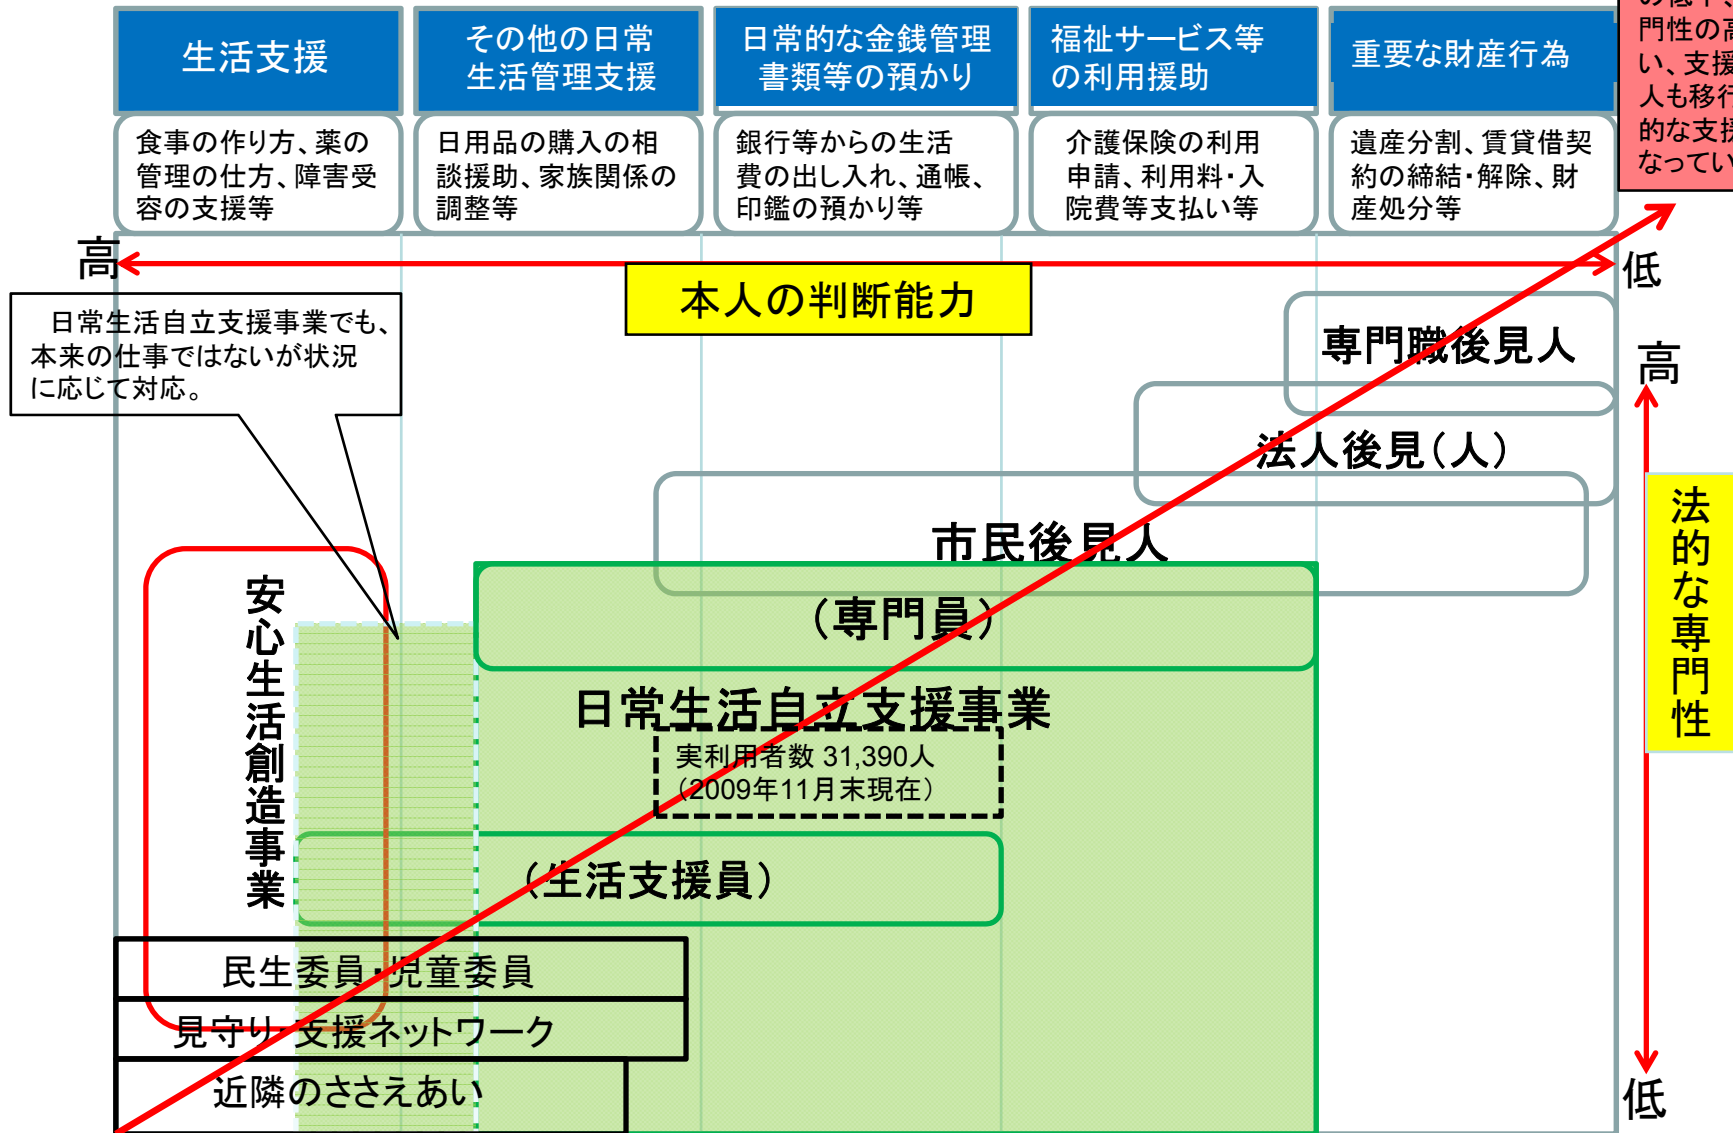 生活支援
その他の日常
生活管理支援
日常的な金銭管理
書類等の預かり
福祉サービス等
の利用援助
重要な財産行為
門性の高
い、支援
人も移行
的な支援
なってい
食事の作り方、薬の
管理の仕方、障害受
容の支援等
日用品の購入の相
談援助、家族関係の
調整等
銀行等からの生活
費の出し入れ、通帳、
印鑑の預かり等
介護保険の利用
申請、利用料・入
院費等支払い等
遺産分割、賃貸借契
約の締結・解除、財
産処分等
高
低
本人の判断能力
日常生活自立支援事業でも、
本来の仕事ではないが状況
に応じて対応。
専門職後見人
高
法人後見(人)
市民後見人
法的な専門性
安心生活創造事業
(専門員)
日常生活自立支援事業
実利用者数 31,390人
(2009年11月末現在)
(生活支援員)
民生委員・児童委員
見守り・支援ネットワーク
近隣のささえあい
低